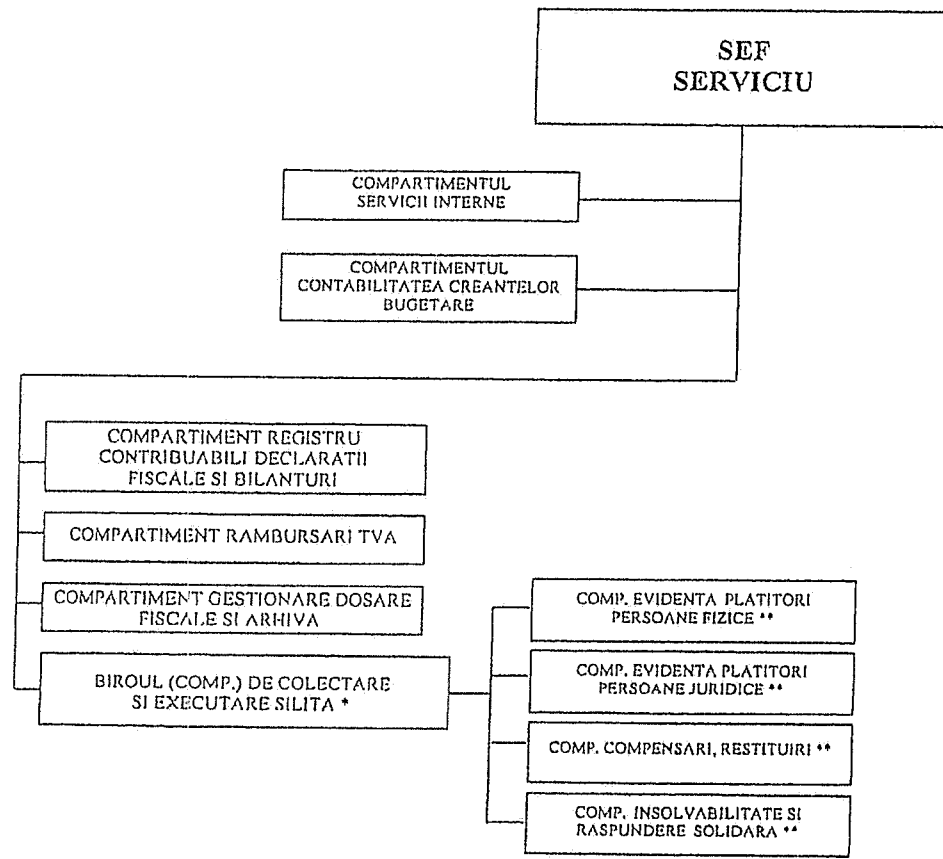 SEF
SERVICIU
COMPARTIMENTUL
SERVICII INTERNE
COMPARTIMENTUL
CONTABILITATEA CREANTELOR
BUGETARE
COMPARTIMENT REGISTRU
CONTRIBUABILI DECLARATII
FISCALE SI BILANTURI
COMPARTIMENT RAMBURSARI TVA
COMPARTIMENT GESTIONARE DOSARE
FISCALE SI ARHIVA
BIROUL (COMP.) DE COLECTARE
SI EXECUTARE SILITA *
COMP. EVIDENTA PLATITORI
PERSOANE FIZICE **
COMP. EVIDENTA PLATITORI
PERSOANE JURIDICE **
COMP. COMPENSARI, RESTITUIRI **
COMP. INSOLVABILITATE SI
RASPUNDERE SOLIDARA **